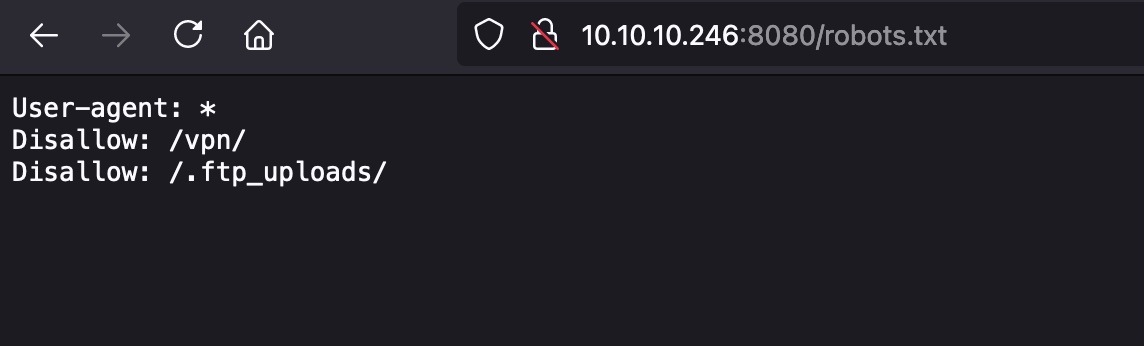 10.10.10.246:8080/robots.txt
User-agent: *
Disallow: /vpn/
Disallow: /.ftp_uploads/